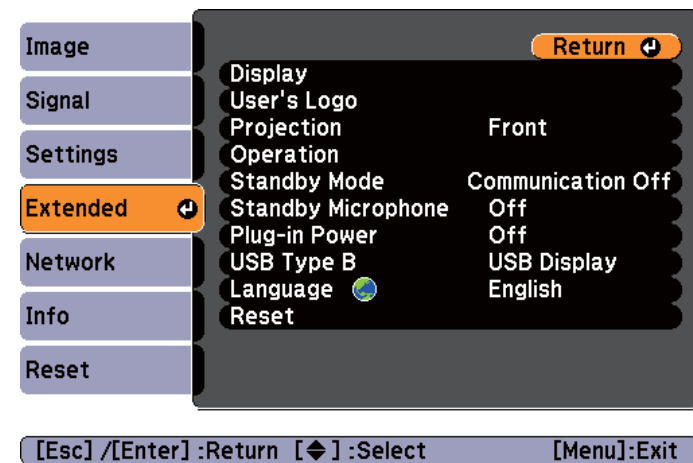 Image
Signal
Settings
Extended
Network
Info
Reset
Return
Display
User's Logo
Projection Front
Operation
Standby Mode Communication Off
Standby Microphone Off
Plug-in Power Off
USB Type B USB Display
Language English
Reset
[Esc] /[Enter] :Return [◆] :Select [Menu]:Exit